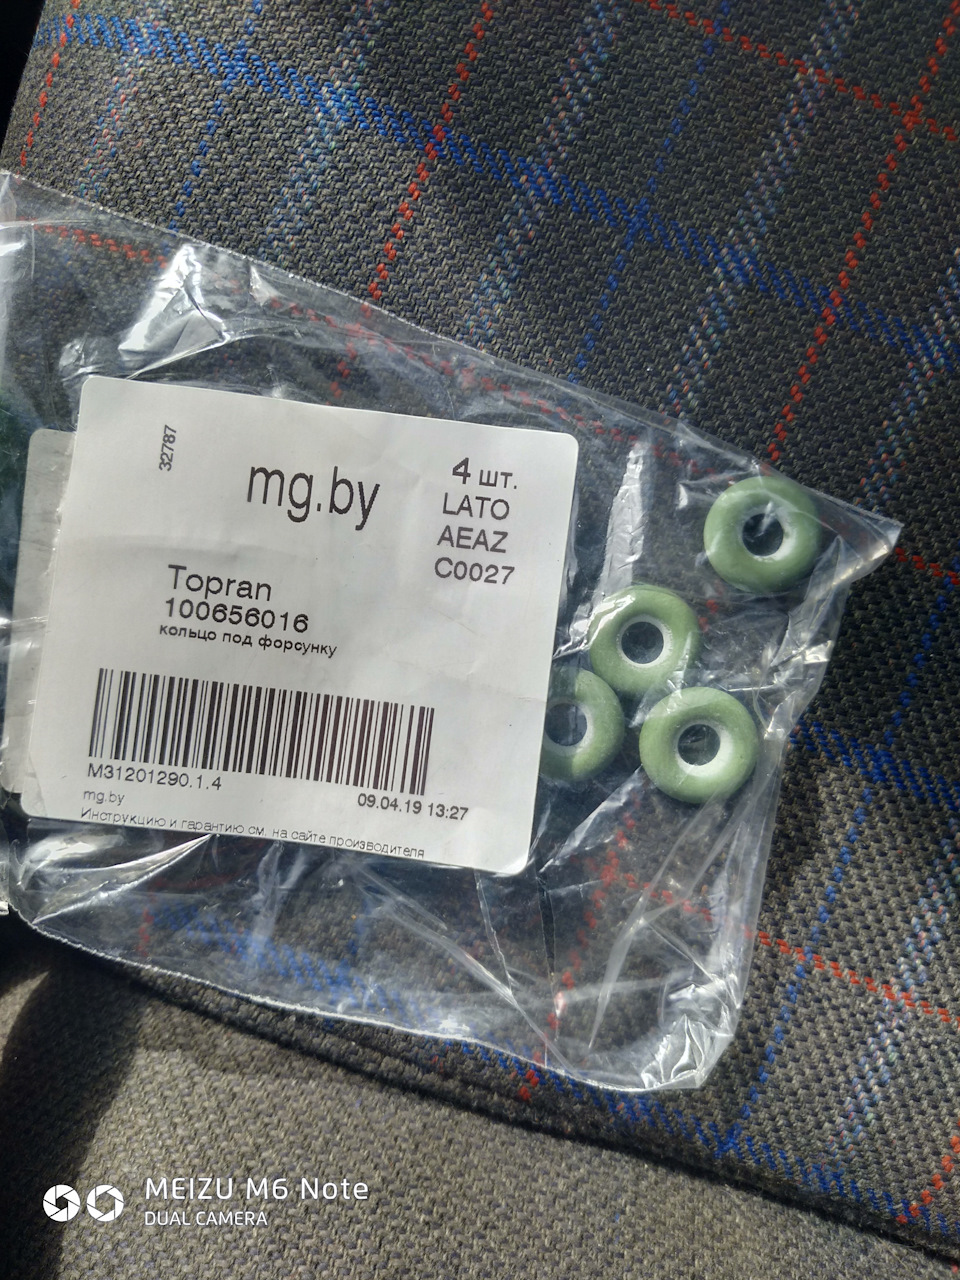 32787
mg.by
4 шт.
LATO
AEAZ
C0027
Topran
100656016
кольцо под форсунку
M31201290.1.4
09.04.19 13:27
mg.by
Инструкцию и гарантию см. на сайте производителя
MEIZU M6 Note
DUAL CAMERA